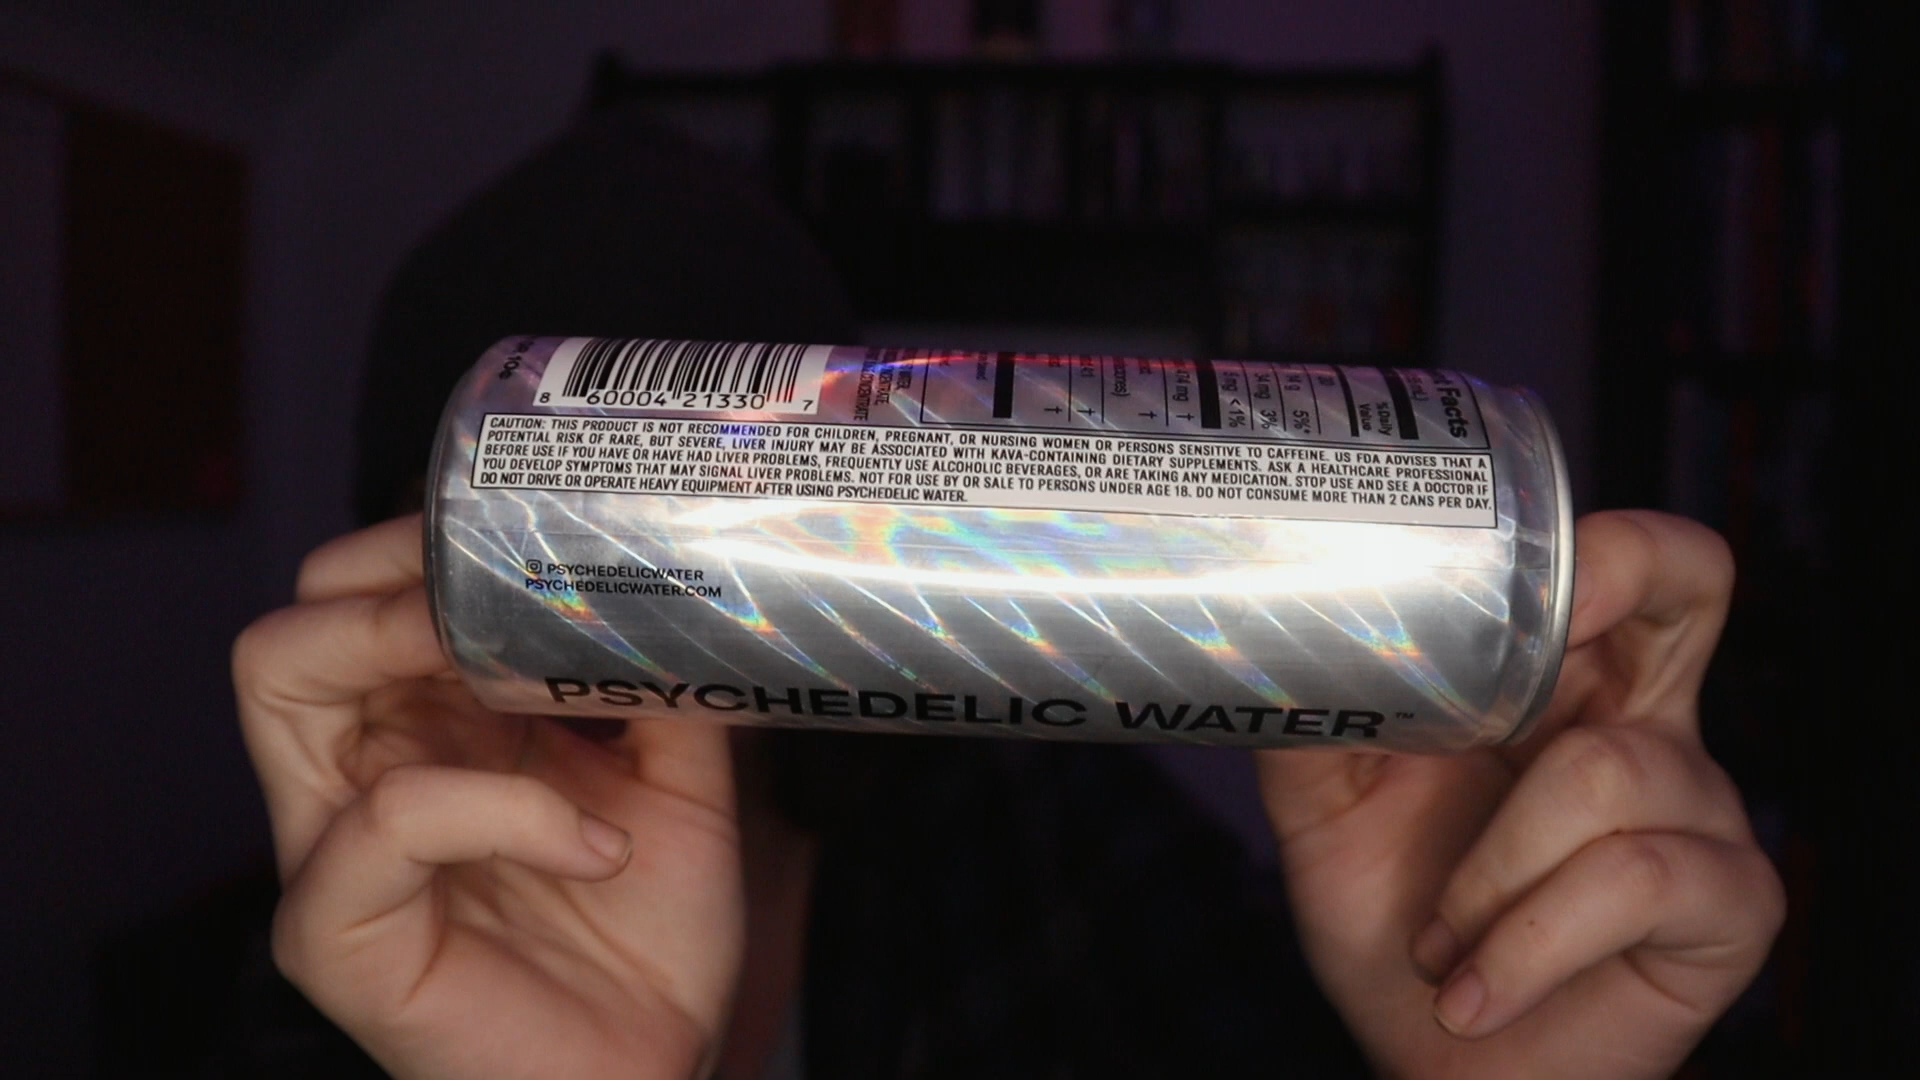 10¢
8 60004 21330 7
CAUTION: THIS PRODUCT IS NOT RECOMMENDED FOR CHILDREN, PREGNANT, OR NURSING WOMEN OR PERSONS SENSITIVE TO CAFFEINE. US FDA ADVISES THAT A
POTENTIAL RISK OF RARE, BUT SEVERE, LIVER INJURY MAY BE ASSOCIATED WITH KAVA-CONTAINING DIETARY SUPPLEMENTS. ASK A HEALTHCARE PROFESSIONAL
BEFORE USE IF YOU HAVE OR HAVE HAD LIVER PROBLEMS, FREQUENTLY USE ALCOHOLIC BEVERAGES, OR ARE TAKING ANY MEDICATION. STOP USE AND SEE A DOCTOR IF
YOU DEVELOP SYMPTOMS THAT MAY SIGNAL LIVER PROBLEMS. NOT FOR USE BY OR SALE TO PERSONS UNDER AGE 18. DO NOT CONSUME MORE THAN 2 CANS PER DAY.
DO NOT DRIVE OR OPERATE HEAVY EQUIPMENT AFTER USING PSYCHEDELIC WATER.
Facts
% Daily
Value
5%*
3%
<1%
474 mg †
PSYCHEDELICWATER
PSYCHEDELICWATER.COM
PSYCHEDELIC WATER™